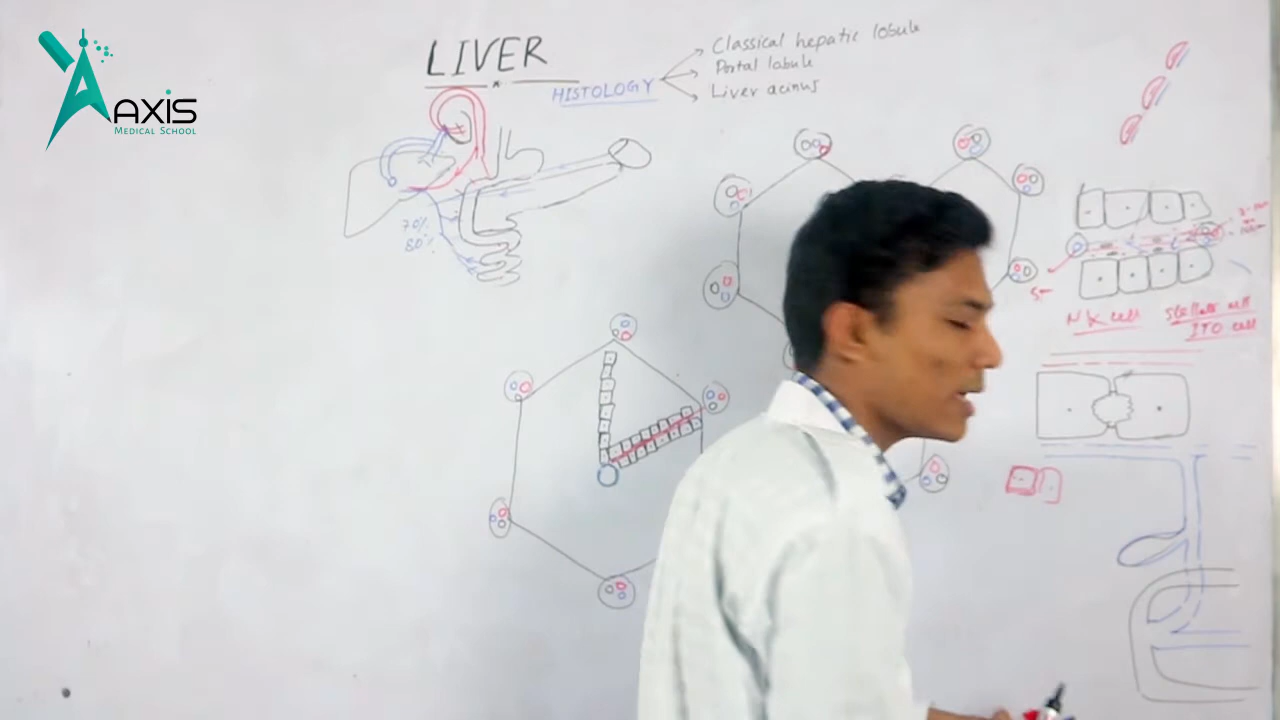 AXIS
MEDICAL SCHOOL
LIVER
HISTOLOGY
Classical hepatic lobule
Portal lobule
Liver acinus
70%
80%
NK cell
Stellate cell
ITO cell